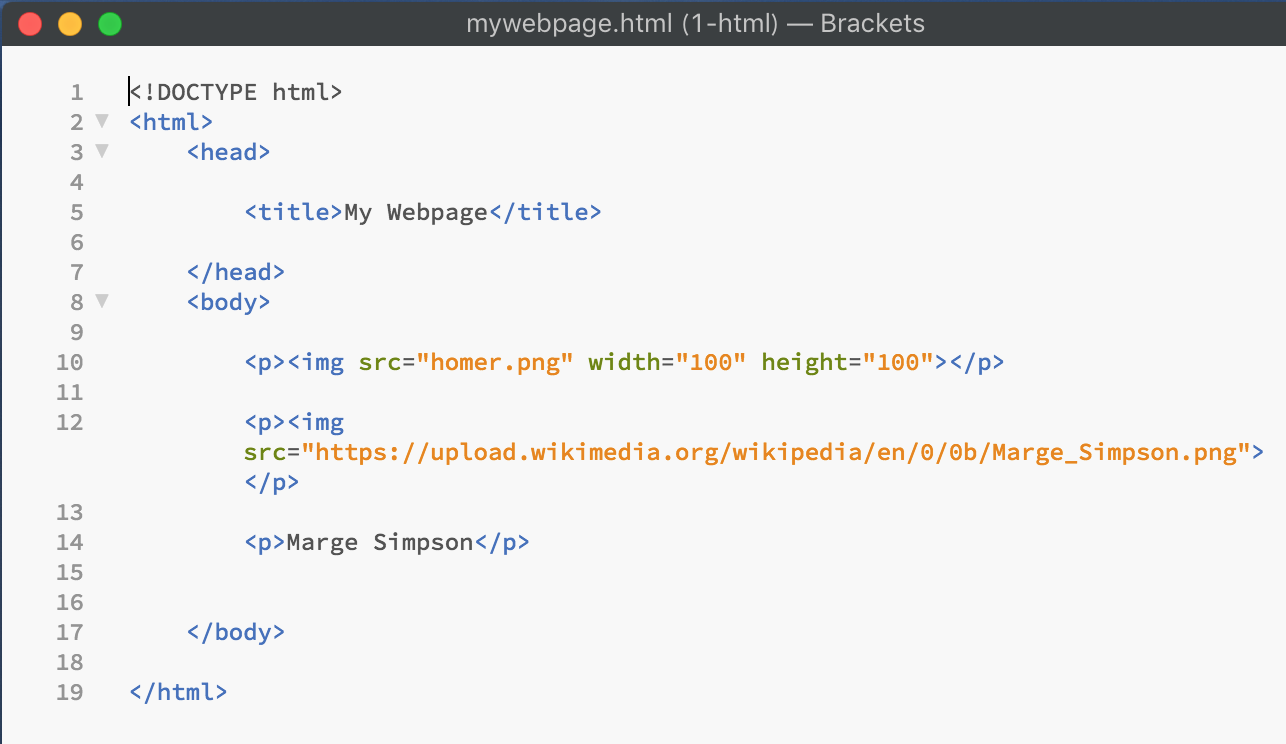 mywebpage.html (1-html) — Brackets
1 <!DOCTYPE html>
2 <html>
3 <head>
4
5 <title>My Webpage</title>
6
7 </head>
8 <body>
9
10 <p><img src="homer.png" width="100" height="100"></p>
11
12 <p><img
src="https://upload.wikimedia.org/wikipedia/en/0/0b/Marge_Simpson.png">
</p>
13
14 <p>Marge Simpson</p>
15
16
17 </body>
18
19 </html>